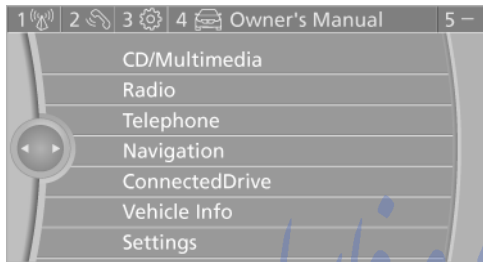 1 2 3 4 Owner's Manual 5 –
CD/Multimedia
Radio
Telephone
Navigation
ConnectedDrive
Vehicle Info
Settings